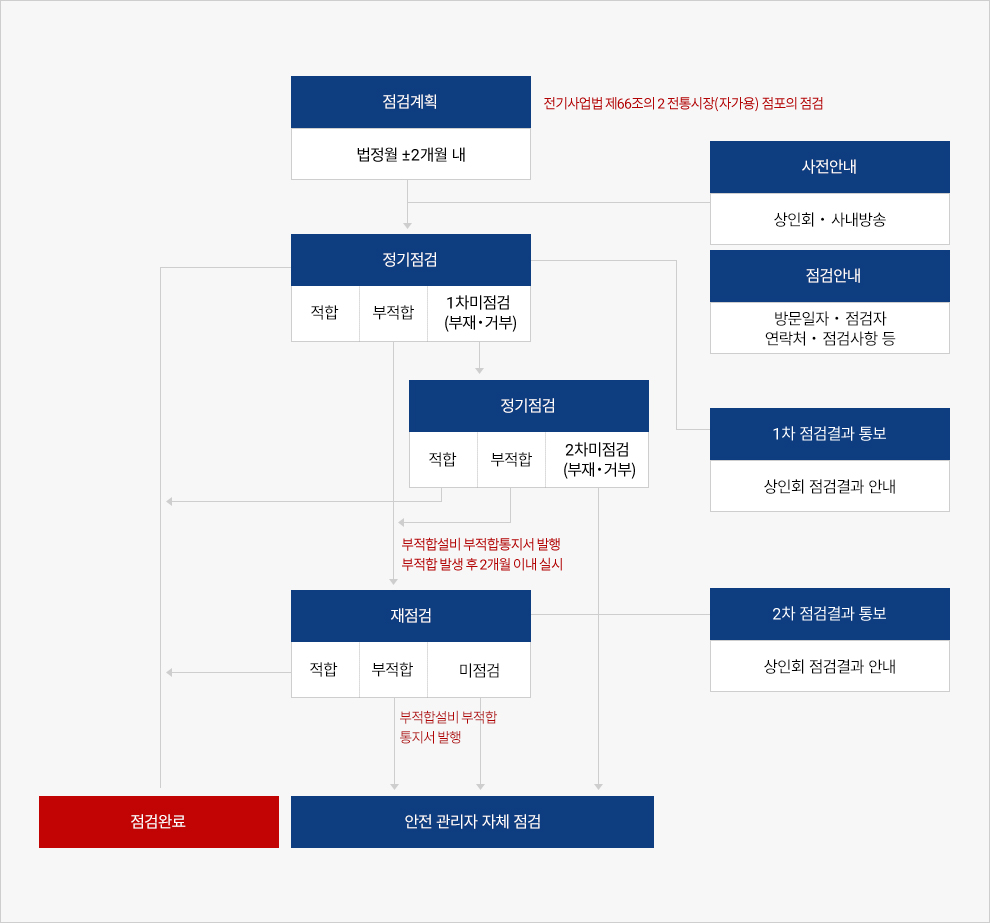 점검계획
전기사업법 제66조의 2 전통시장(자가용) 점포의 점검
법정월 ±2개월 내
사전안내
상인회 · 사내방송
정기점검
적합
부적합
1차미점검
(부재·거부)
점검안내
방문일자 · 점검자
연락처 · 점검사항 등
정기점검
적합
부적합
2차미점검
(부재·거부)
1차 점검결과 통보
상인회 점검결과 안내
부적합설비 부적합통지서 발행
부적합 발생 후 2개월 이내 실시
재점검
적합
부적합
미점검
2차 점검결과 통보
상인회 점검결과 안내
부적합설비 부적합
통지서 발행
점검완료
안전 관리자 자체 점검